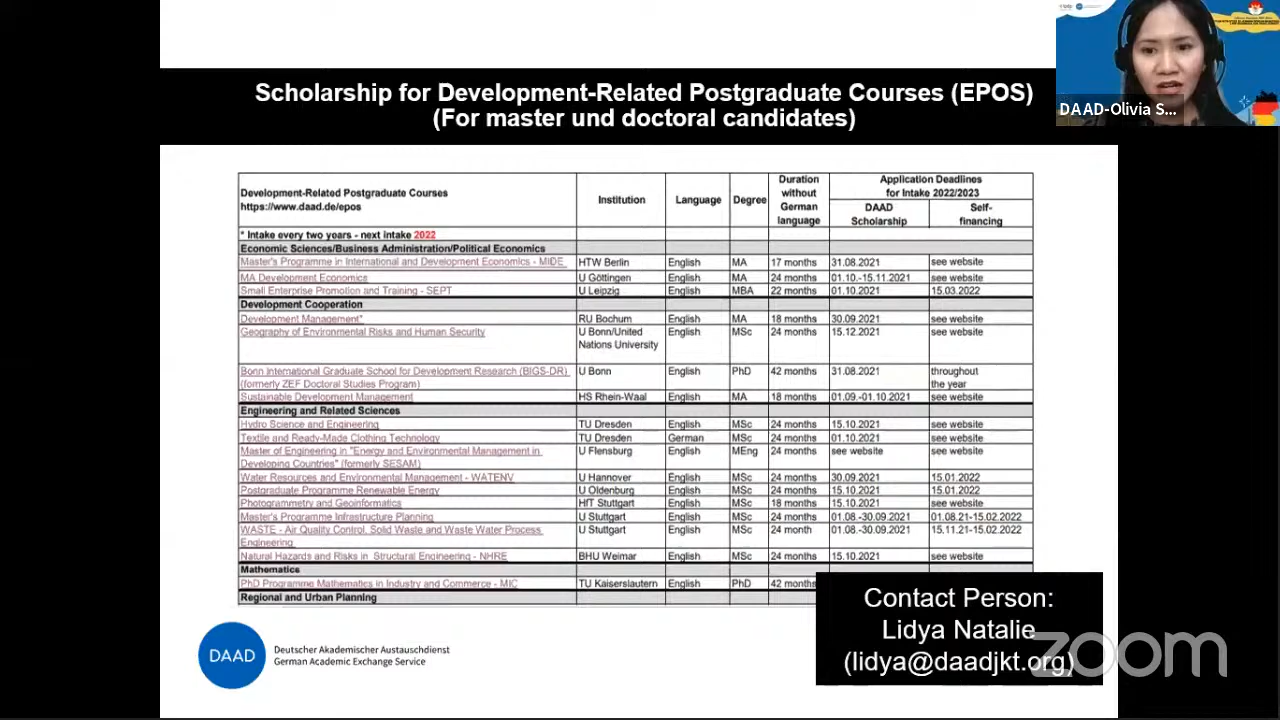 Scholarship for Development-Related Postgraduate Courses (EPOS)
(For master und doctoral candidates)
DAAD-Olivia S...
Development-Related Postgraduate Courses
https://www.daad.de/epos
Institution
Language
Degree
Duration without German language
Application Deadlines for Intake 2022/2023
DAAD Scholarship
Self-financing
* Intake every two years - next intake 2022
Economic Sciences/Business Administration/Political Economics
Master's Programme in International and Development Economics - MIDE HTW Berlin English MA 17 months 31.08.2021 see website
MA Development Economics U Göttingen English MA 24 months 01.10.-15.11.2021 see website
Small Enterprise Promotion and Training - SEPT U Leipzig English MBA 22 months 01.10.2021 15.03.2022
Development Cooperation
Development Management* RU Bochum English MA 18 months 30.09.2021 see website
Geography of Environmental Risks and Human Security U Bonn/United Nations University English MSc 24 months 15.12.2021 see website
Bonn International Graduate School for Development Research (BIGS-DR) (formerly ZEF Doctoral Studies Program) U Bonn English PhD 42 months 31.08.2021 throughout the year
Sustainable Development Management HS Rhein-Waal English MA 18 months 01.09.-01.10.2021 see website
Engineering and Related Sciences
Hydro Science and Engineering TU Dresden English MSc 24 months 15.10.2021 see website
Textile and Ready-Made Clothing Technology TU Dresden German MSc 24 months 01.10.2021 see website
Master of Engineering in "Energy and Environmental Management in Developing Countries" (formerly SESAM) U Flensburg English MEng 24 months see website see website
Water Resources and Environmental Management - WATENV U Hannover English MSc 24 months 30.09.2021 15.01.2022
Postgraduate Programme Renewable Energy U Oldenburg English MSc 24 months 15.10.2021 15.01.2022
Photogrammetry and Geoinformatics HfT Stuttgart English MSc 18 months 15.10.2021 see website
Master's Programme Infrastructure Planning U Stuttgart English MSc 24 months 01.08.-30.09.2021 01.08.21-15.02.2022
WASTE - Air Quality Control, Solid Waste and Waste Water Process Engineering U Stuttgart English MSc 24 month 01.08.-30.09.2021 15.11.21-15.02.2022
Natural Hazards and Risks in Structural Engineering - NHRE BHU Weimar English MSc 24 months 15.10.2021 see website
Mathematics
PhD Programme Mathematics in Industry and Commerce - MIC TU Kaiserslautern English PhD 42 months
Regional and Urban Planning
Contact Person:
Lidya Natalie
(lidya@daadjkt.org)
zoom
DAAD
Deutscher Akademischer Austauschdienst
German Academic Exchange Service